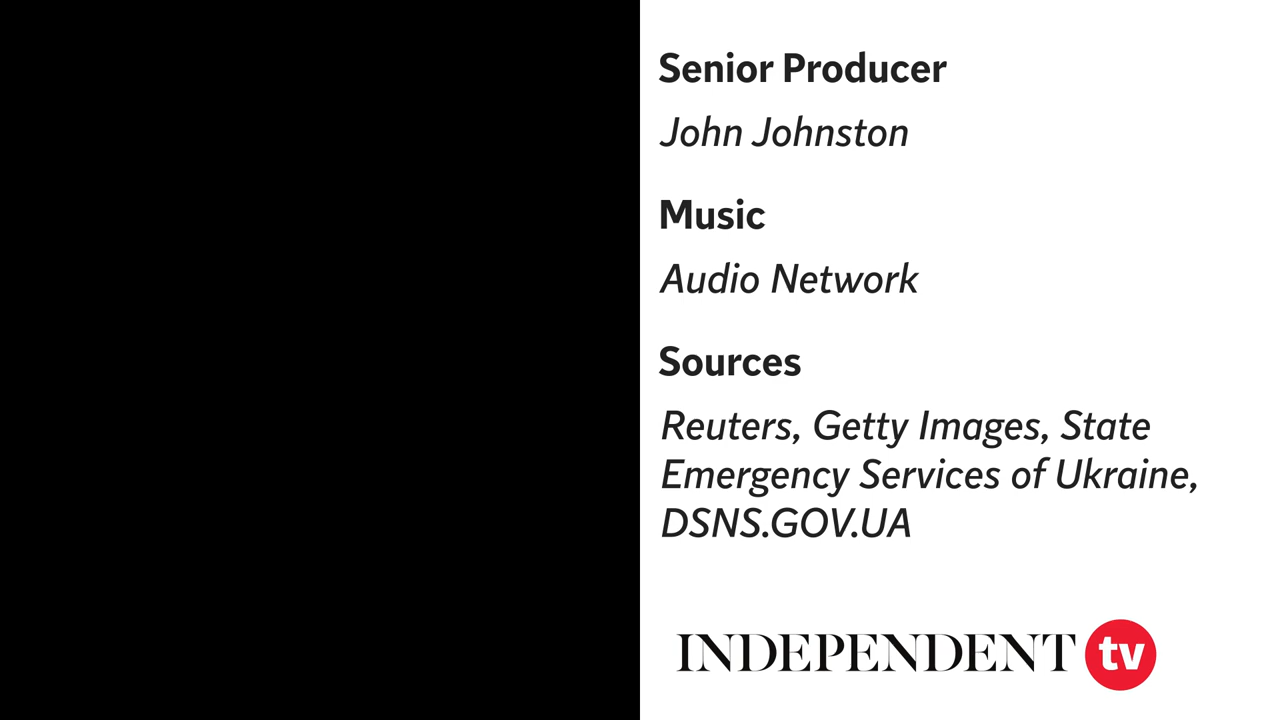 Senior Producer
John Johnston
Music
Audio Network
Sources
Reuters, Getty Images, State
Emergency Services of Ukraine,
DSNS.GOV.UA
INDEPENDENT tv